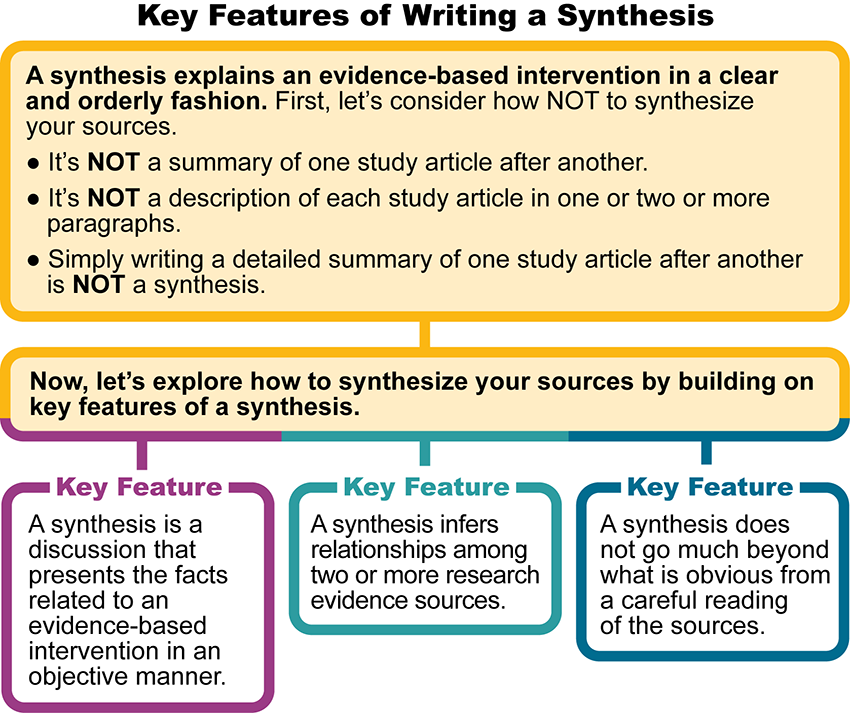 Key Features of Writing a Synthesis
A synthesis explains an evidence-based intervention in a clear
and orderly fashion. First, let's consider how NOT to synthesize
your sources.
● It's NOT a summary of one study article after another.
● It's NOT a description of each study article in one or two or more
paragraphs.
● Simply writing a detailed summary of one study article after another
is NOT a synthesis.
Now, let's explore how to synthesize your sources by building on
key features of a synthesis.
Key Feature
A synthesis is a
discussion that
presents the facts
related to an
evidence-based
intervention in an
objective manner.
Key Feature
A synthesis infers
relationships among
two or more research
evidence sources.
Key Feature
A synthesis does
not go much beyond
what is obvious from
a careful reading
of the sources.